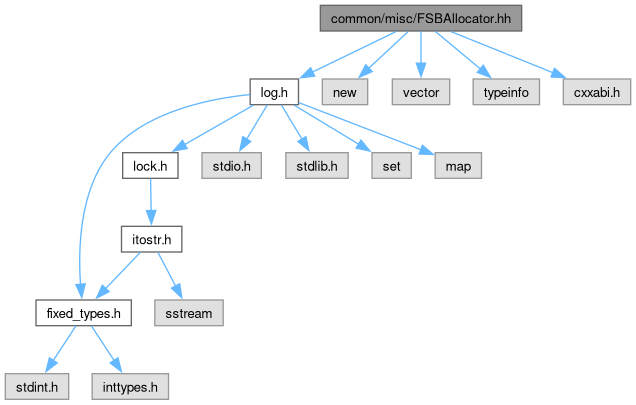 common/misc/FSBAllocator.hh
log.h
new
vector
typeinfo
cxxabi.h
lock.h
stdio.h
stdlib.h
set
map
itostr.h
fixed_types.h
sstream
stdint.h
inttypes.h